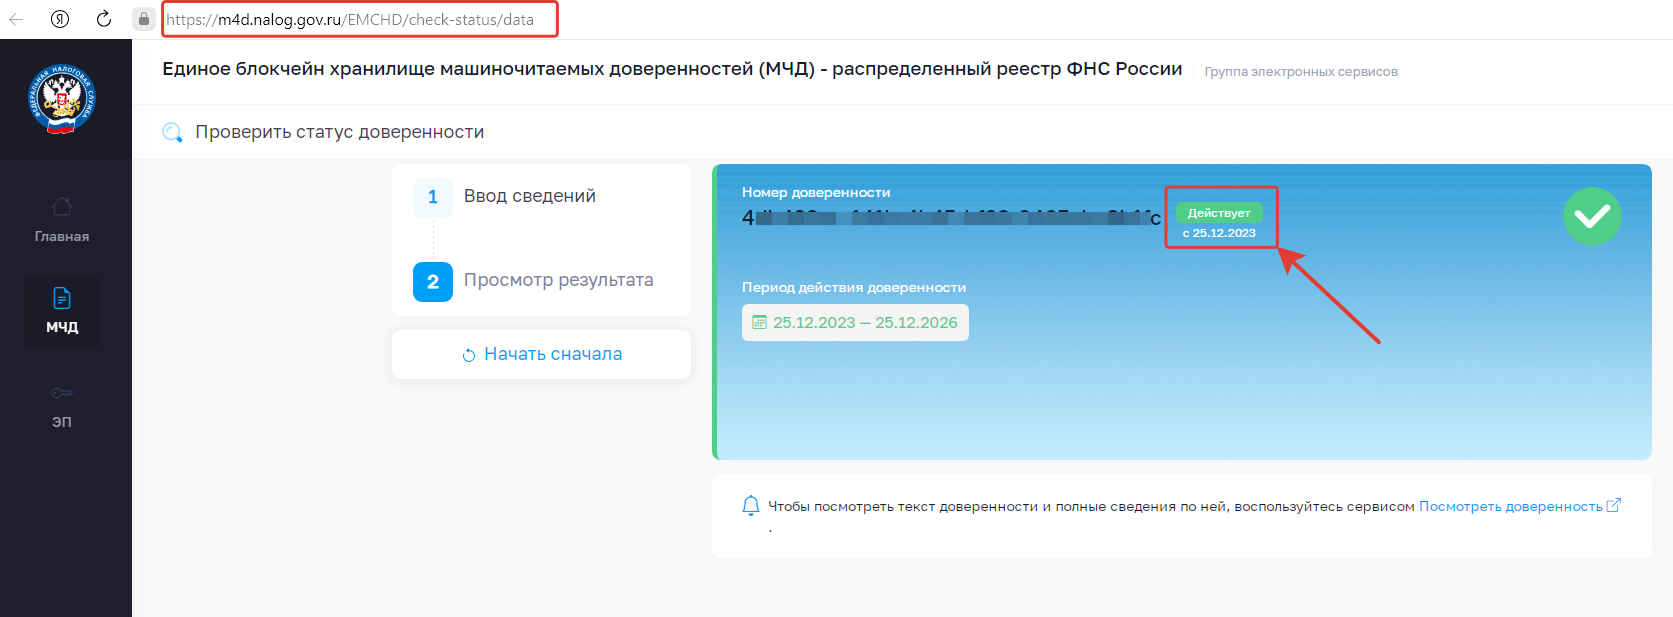 https://m4d.nalog.gov.ru/EMCHD/check-status/data
ФЕДЕРАЛЬНАЯ НАЛОГОВАЯ СЛУЖБА
Единое блокчейн хранилище машиночитаемых доверенностей (МЧД) - распределенный реестр ФНС России
Группа электронных сервисов
Проверить статус доверенности
Главная
МЧД
ЭП
1 Ввод сведений
2 Просмотр результата
Начать сначала
Номер доверенности
Действует
с 25.12.2023
Период действия доверенности
25.12.2023 — 25.12.2026
Чтобы посмотреть текст доверенности и полные сведения по ней, воспользуйтесь сервисом Посмотреть доверенность
.